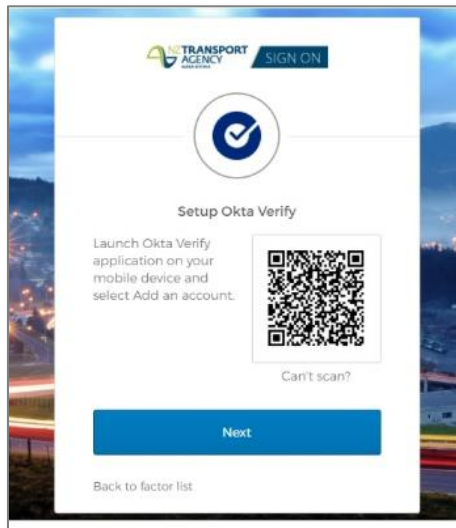 NZ TRANSPORT
AGENCY
SIGN ON
Setup Okta Verify
Launch Okta Verify
application on your
mobile device and
select Add an account.
Can't scan?
Next
Back to factor list